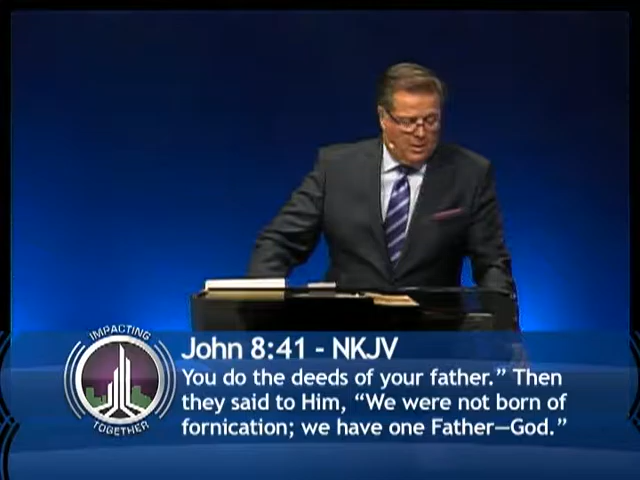 IMPACTING
TOGETHER
John 8:41 - NKJV
You do the deeds of your father.” Then
they said to Him, “We were not born of
fornication; we have one Father—God.”